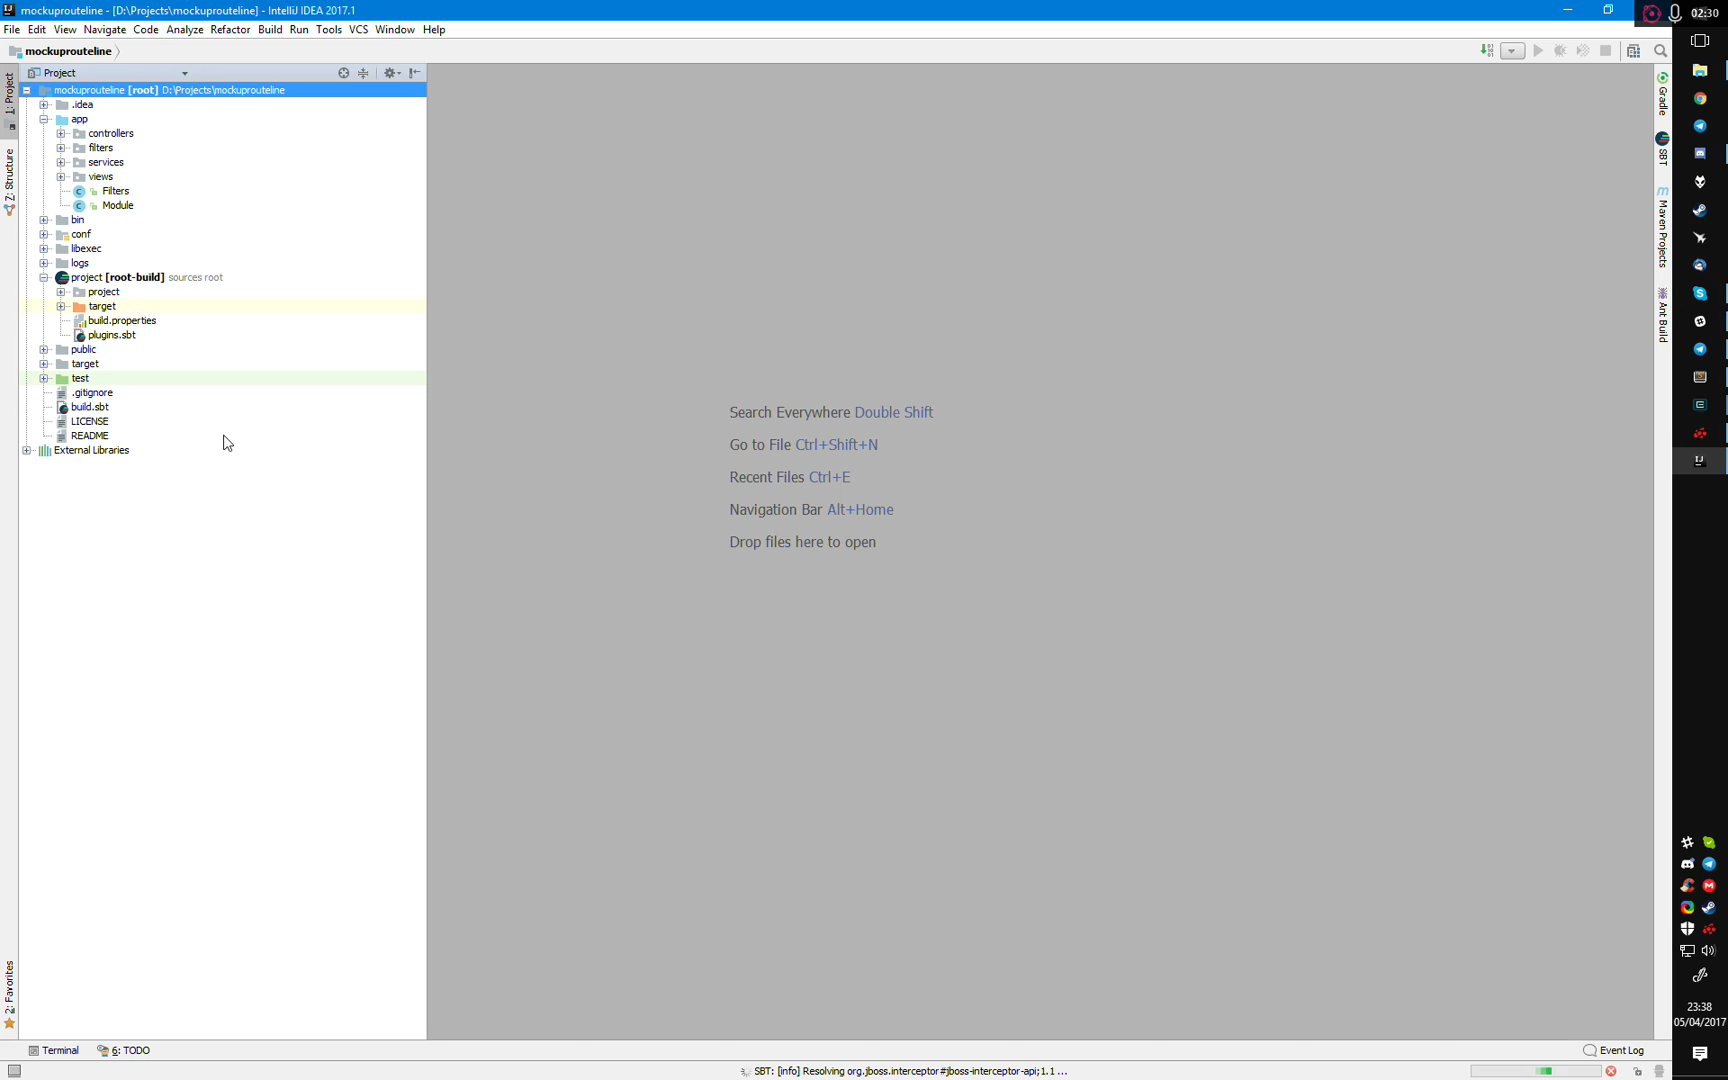 mockuprouteline - [D:\Projects\mockuprouteline] - IntelliJ IDEA 2017.1
02:30
File Edit View Navigate Code Analyze Refactor Build Run Tools VCS Window Help
mockuprouteline
Project
mockuprouteline [root] D:\Projects\mockuprouteline
.idea
app
controllers
filters
services
views
Filters
Module
bin
conf
libexec
logs
project [root-build] sources root
project
target
build.properties
plugins.sbt
public
target
test
.gitignore
build.sbt
LICENSE
README
External Libraries
1: Project
Z: Structure
2: Favorites
Search Everywhere Double Shift
Go to File Ctrl+Shift+N
Recent Files Ctrl+E
Navigation Bar Alt+Home
Drop files here to open
Gradle
SBT
Maven Projects
Ant Build
Terminal
6: TODO
Event Log
SBT: [info] Resolving org.jboss.interceptor#jboss-interceptor-api;1.1 ...
23:38
05/04/2017